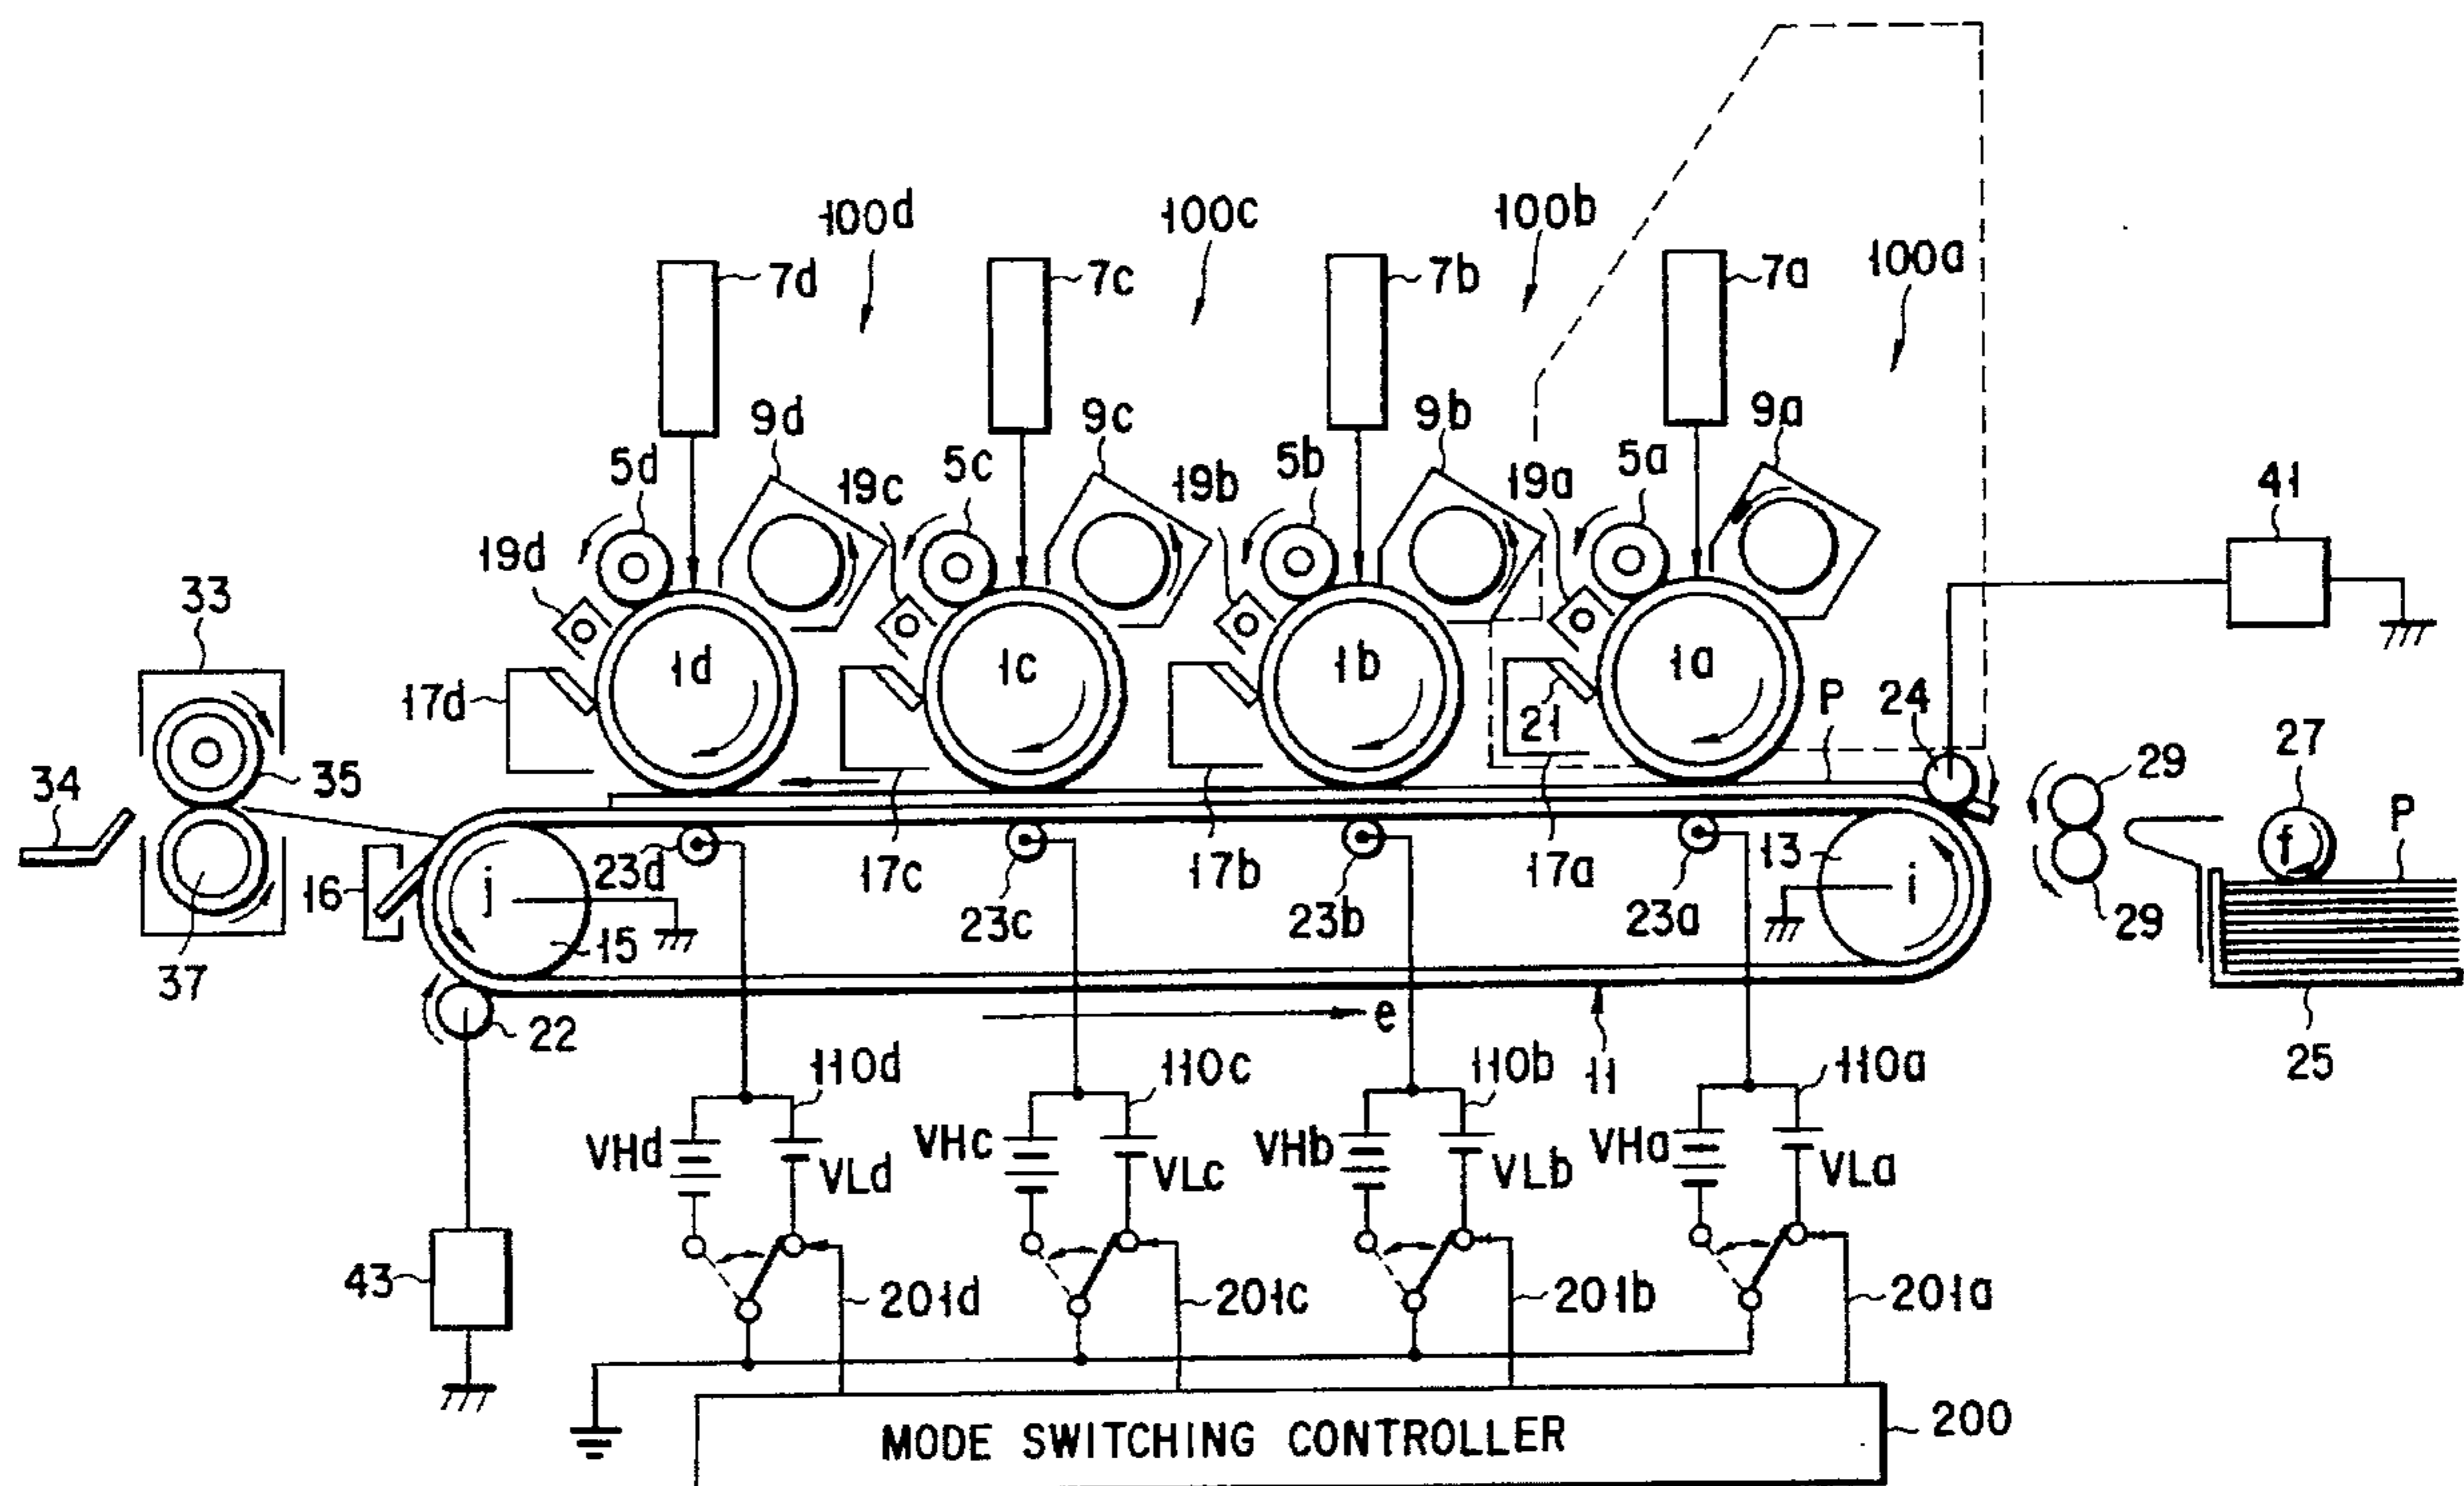 100d
100c
100b
100a
7d
7c
7b
7a
9d
9c
9b
9a
5d
19c
5c
19b
5b
19a
5a
41
19d
33
1d
1c
1b
1a
17d
21
P
24
27
29
P
35
34
f
17c
17b
17a
13
16
j
23d
23c
23b
23a
i
29
37
15
22
e
11
25
110d
110c
110b
110a
VHd
VLd
VHc
VLc
VHb
VLb
VHa
VLa
43
201d
201c
201b
201a
MODE SWITCHING CONTROLLER
200